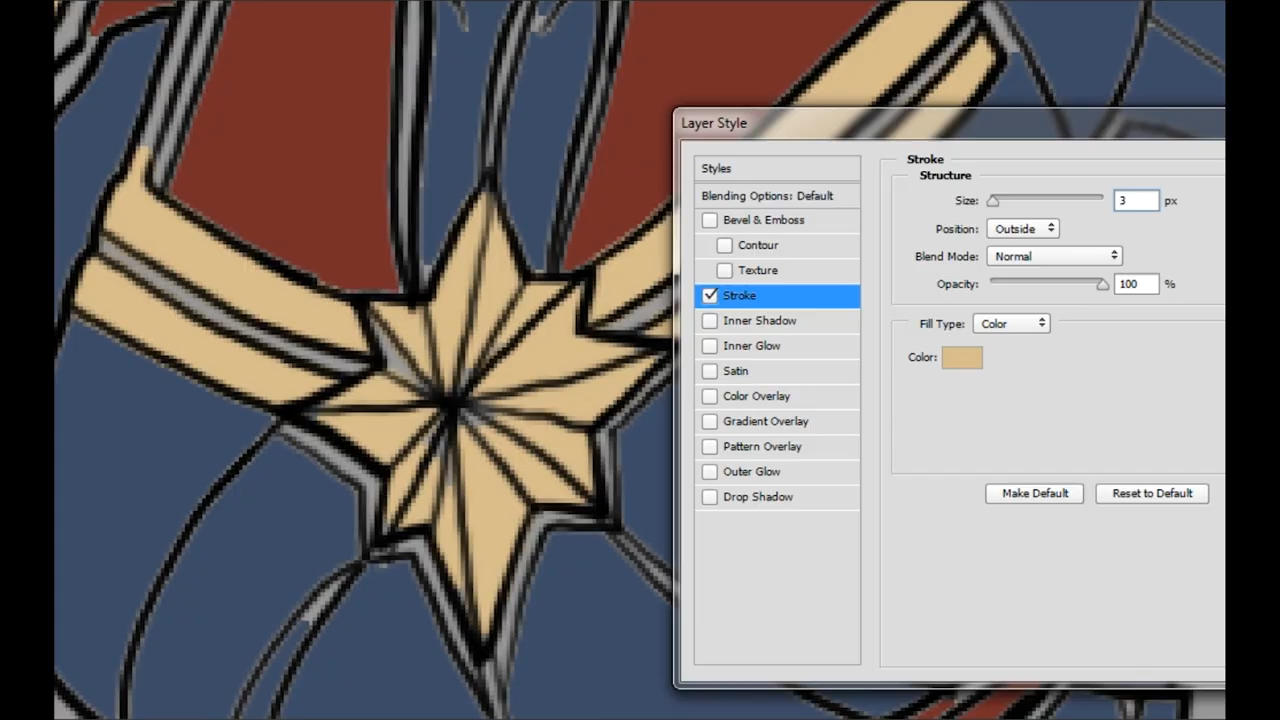 Layer Style
Styles
Blending Options: Default
Bevel & Emboss
Contour
Texture
Stroke
Inner Shadow
Inner Glow
Satin
Color Overlay
Gradient Overlay
Pattern Overlay
Outer Glow
Drop Shadow
Stroke
Structure
Size: 3 px
Position: Outside
Blend Mode: Normal
Opacity: 100 %
Fill Type: Color
Color:
Make Default Reset to Default